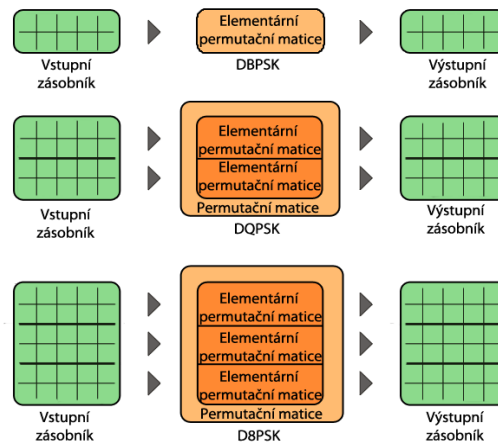 Elementární
permutační matice
Vstupní
zásobník
DBPSK
Výstupní
zásobník
Elementární
permutační matice
Elementární
permutační matice
Permutační matice
Vstupní
zásobník
DQPSK
Výstupní
zásobník
Elementární
permutační matice
Elementární
permutační matice
Elementární
permutační matice
Permutační matice
Vstupní
zásobník
D8PSK
Výstupní
zásobník